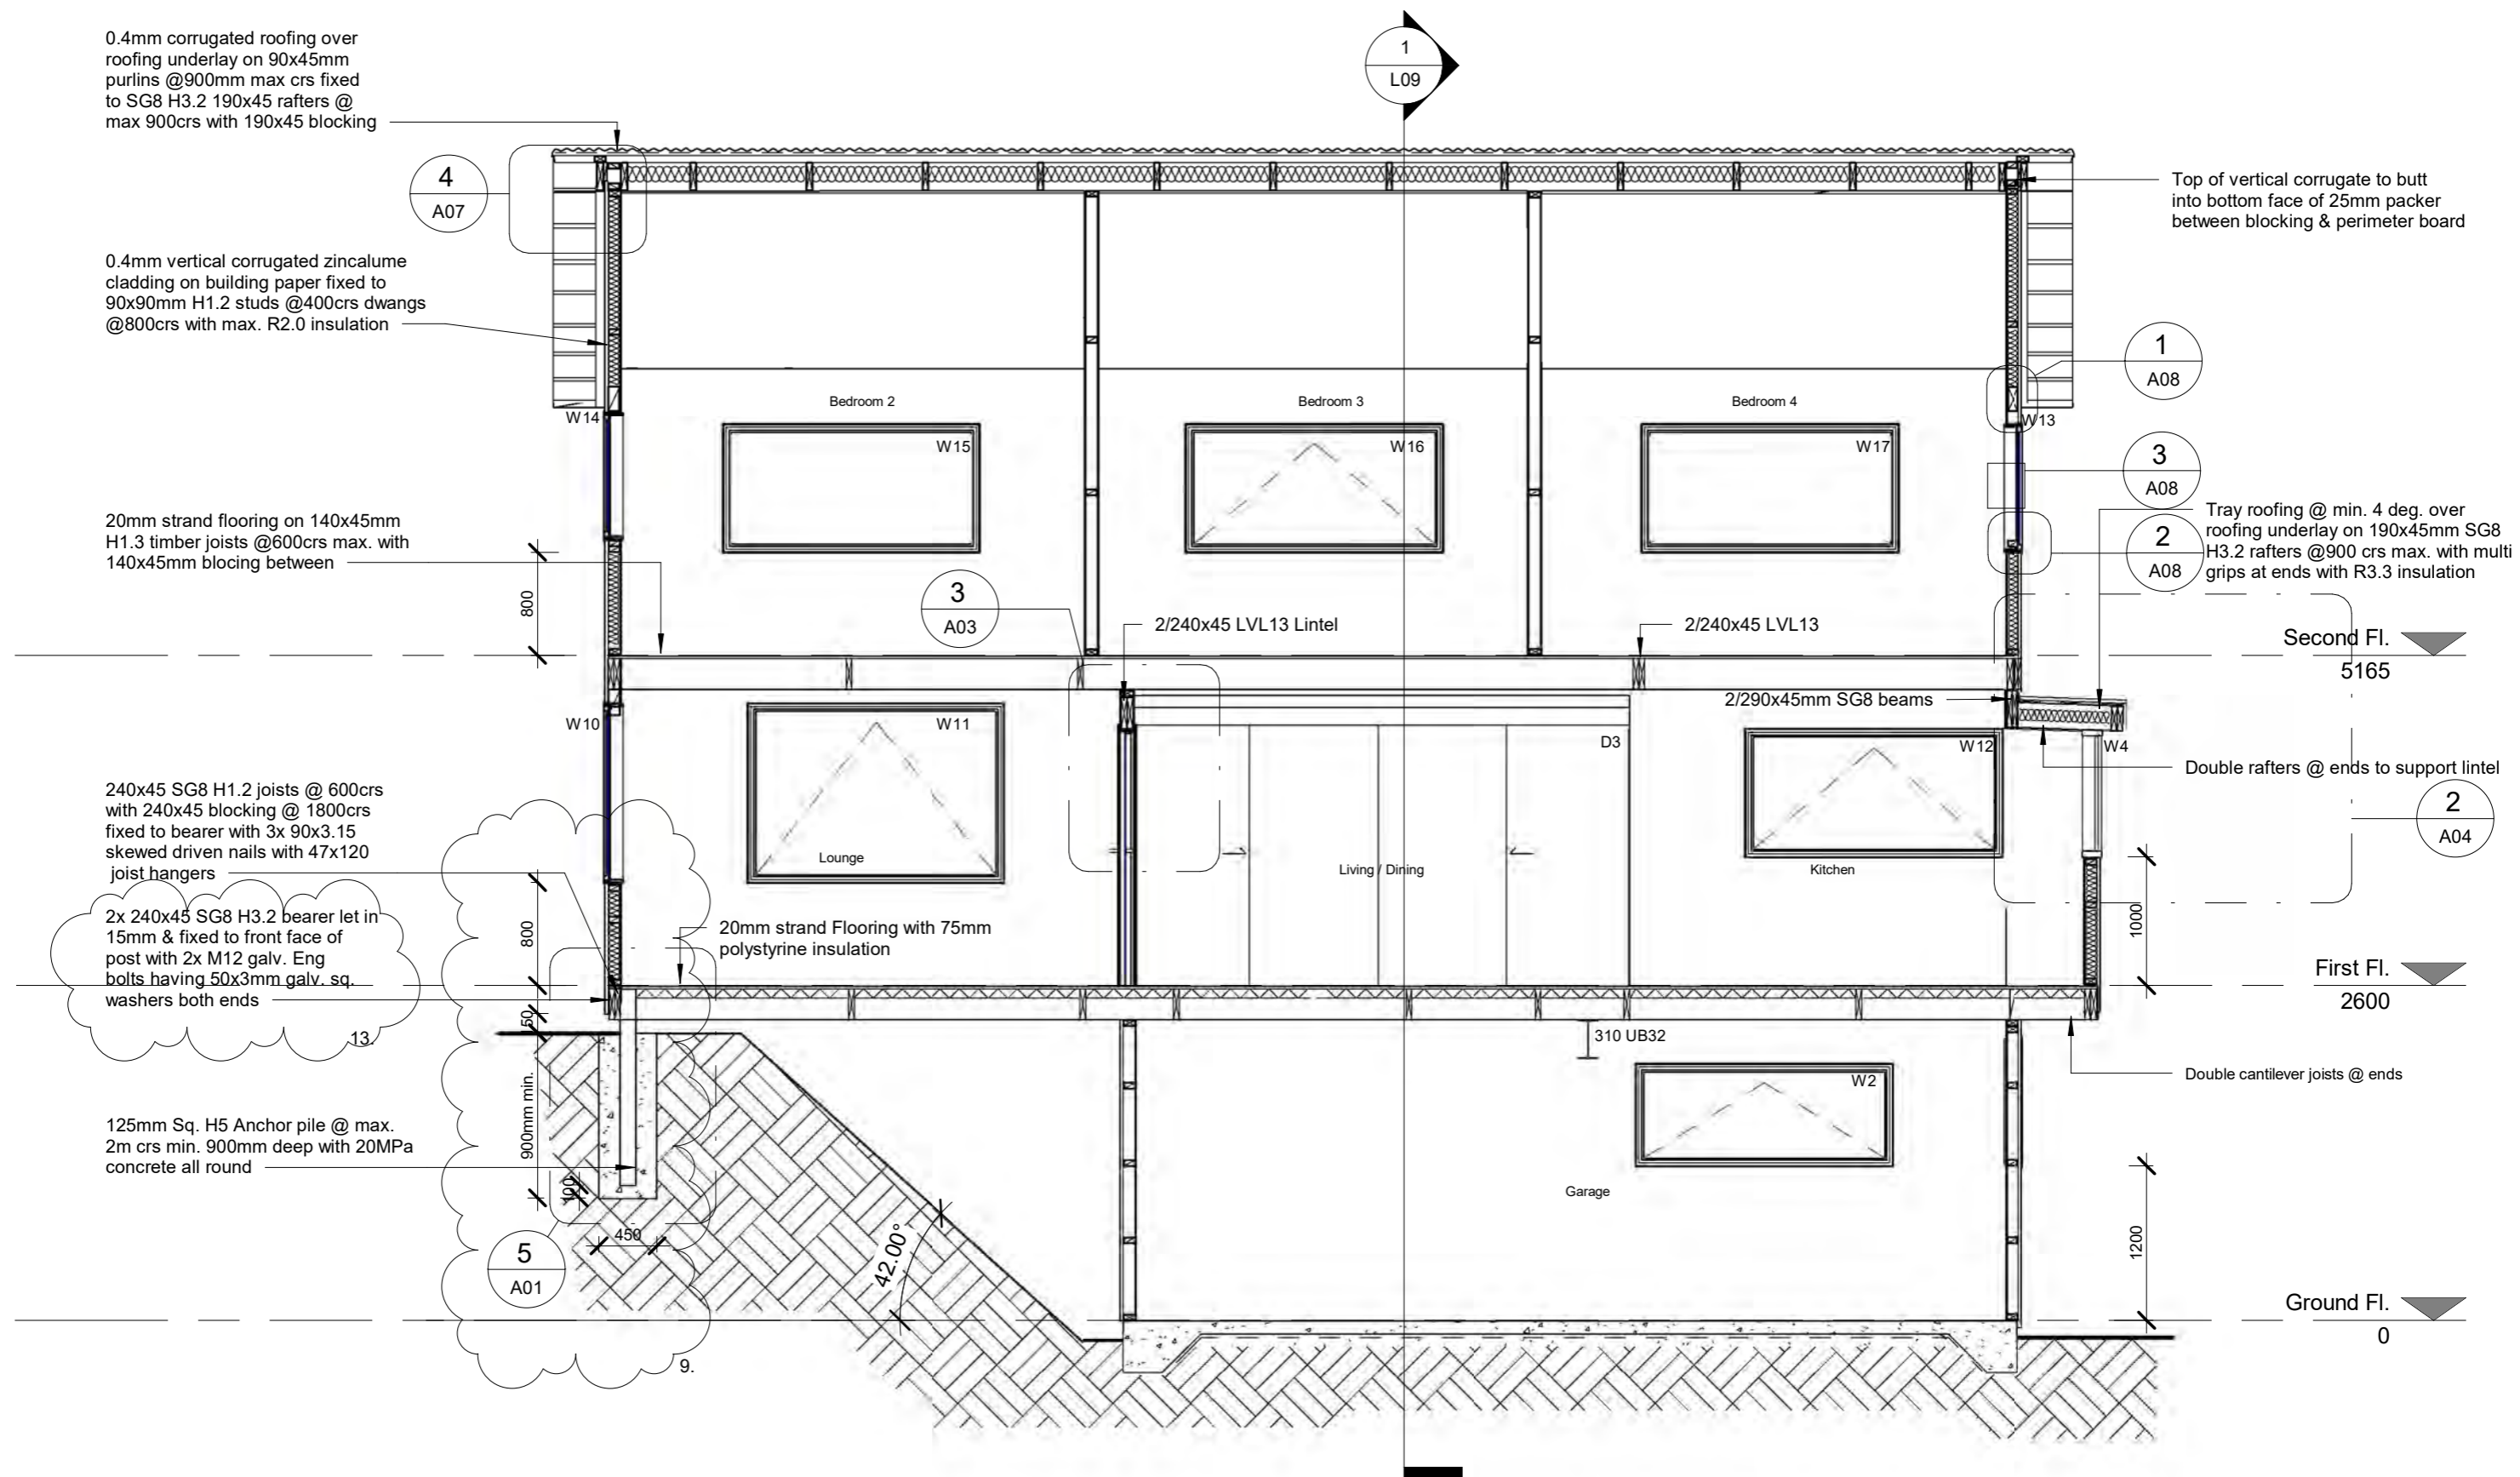 0.4mm corrugated roofing over
roofing underlay on 90x45mm
purlins @900mm max crs fixed
to SG8 H3.2 190x45 rafters @
max 900crs with 190x45 blocking
1
L09
4
A07
Top of vertical corrugate to butt
into bottom face of 25mm packer
between blocking & perimeter board
0.4mm vertical corrugated zincalume
cladding on building paper fixed to
90x90mm H1.2 studs @400crs dwangs
@800crs with max. R2.0 insulation
1
A08
W14
Bedroom 2
Bedroom 3
Bedroom 4
W13
W15
W16
W17
3
A08
20mm strand flooring on 140x45mm
H1.3 timber joists @600crs max. with
140x45mm blocing between
Tray roofing @ min. 4 deg. over
roofing underlay on 190x45mm SG8
H3.2 rafters @900 crs max. with multi
grips at ends with R3.3 insulation
2
A08
800
3
A03
2/240x45 LVL13 Lintel
2/240x45 LVL13
Second Fl.
5165
2/290x45mm SG8 beams
W10
W11
D3
W12
W4
Double rafters @ ends to support lintel
2
A04
240x45 SG8 H1.2 joists @ 600crs
with 240x45 blocking @ 1800crs
fixed to bearer with 3x 90x3.15
skewed driven nails with 47x120
joist hangers
Lounge
Living / Dining
Kitchen
2x 240x45 SG8 H3.2 bearer let in
15mm & fixed to front face of
post with 2x M12 galv. Eng
bolts having 50x3mm galv. sq.
washers both ends
13.
800
20mm strand Flooring with 75mm
polystyrine insulation
1000
First Fl.
2600
150
310 UB32
W2
Double cantilever joists @ ends
900mm min.
125mm Sq. H5 Anchor pile @ max.
2m crs min. 900mm deep with 20MPa
concrete all round
100
450
Garage
42.00°
1200
5
A01
Ground Fl.
0
9.